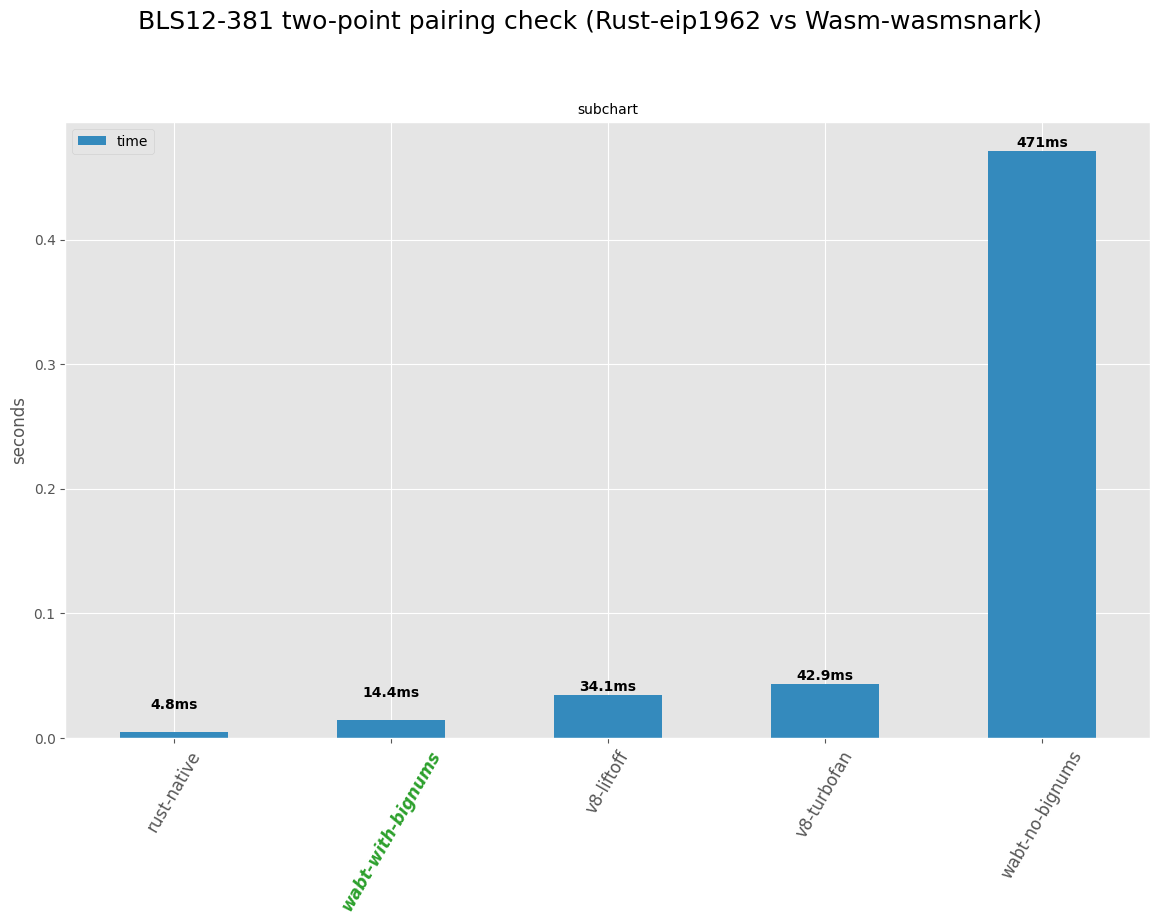 BLS12-381 two-point pairing check (Rust-eip1962 vs Wasm-wasmsnark)
subchart
time
471ms
0.4
0.3
seconds
0.2
0.1
42.9ms
34.1ms
14.4ms
4.8ms
0.0
rust-native
wabt-with-bignums
v8-liftoff
v8-turbofan
wabt-no-bignums